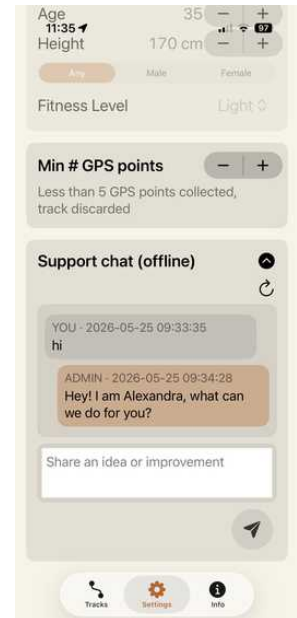 Age 35 − +
11:35 97
Height 170 cm − +
Any Male Female
Fitness Level Light
Min # GPS points − +
Less than 5 GPS points collected,
track discarded
Support chat (offline)
YOU - 2026-05-25 09:33:35
hi
ADMIN - 2026-05-25 09:34:28
Hey! I am Alexandra, what can
we do for you?
Share an idea or improvement
Tracks Settings Info